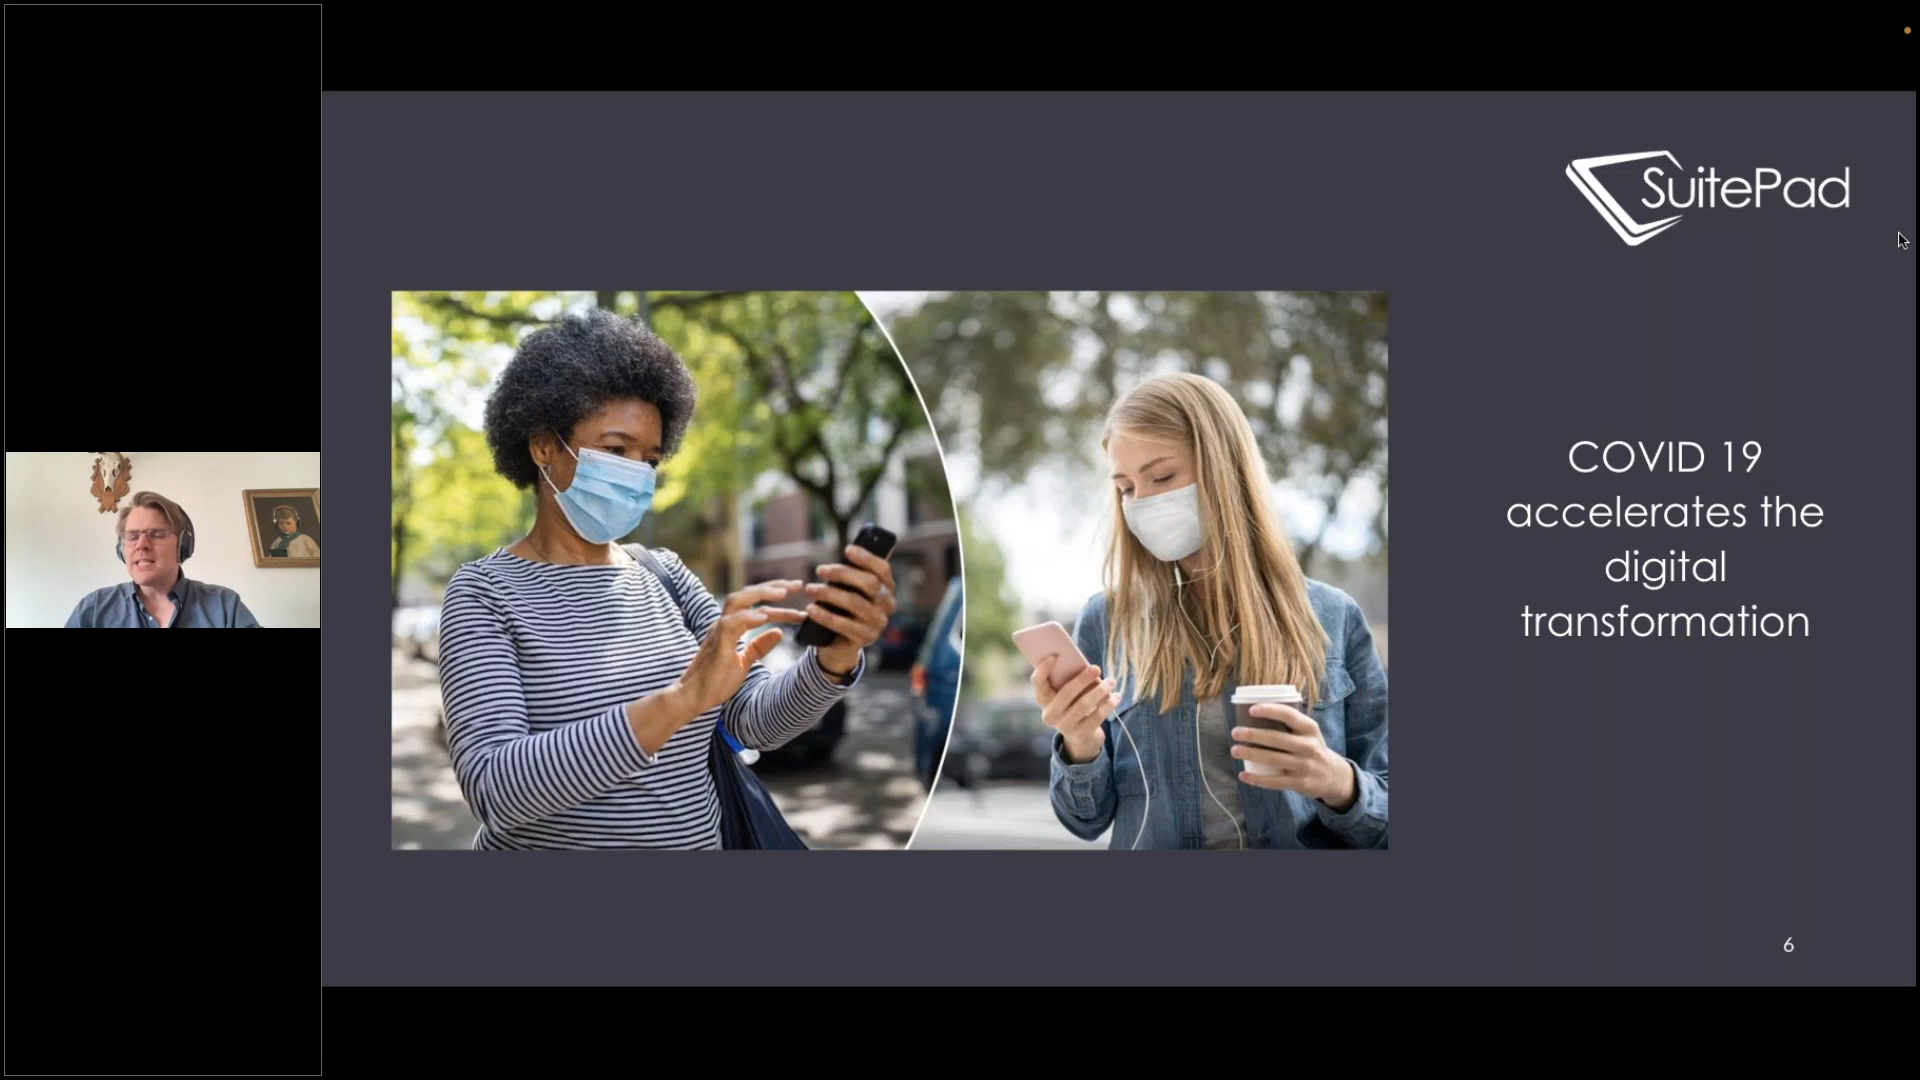 SuitePad
COVID 19
accelerates the
digital
transformation
6